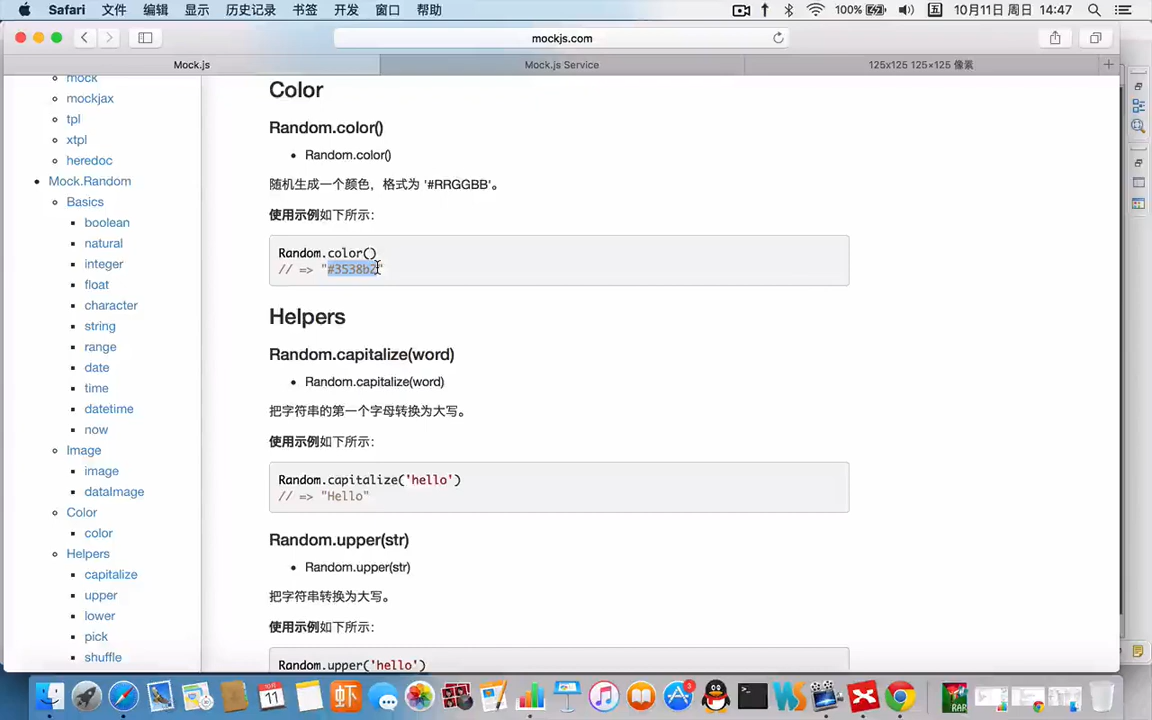 Safari 文件 编辑 显示 历史记录 书签 开发 窗口 帮助 100% 五 10月11日 周日 14:47
mockjs.com
Mock.js Mock.js Service 125x125 125×125 像素
mock
mockjax
tpl
xtpl
heredoc
Mock.Random
Basics
boolean
natural
integer
float
character
string
range
date
time
datetime
now
Image
image
dataImage
Color
color
Helpers
capitalize
upper
lower
pick
shuffle
Color
Random.color()
Random.color()
随机生成一个颜色，格式为 '#RRGGBB'。
使用示例如下所示：
Random.color()
// => "#3538b2"
Helpers
Random.capitalize(word)
Random.capitalize(word)
把字符串的第一个字母转换为大写。
使用示例如下所示：
Random.capitalize('hello')
// => "Hello"
Random.upper(str)
Random.upper(str)
把字符串转换为大写。
使用示例如下所示：
Random.upper('hello')